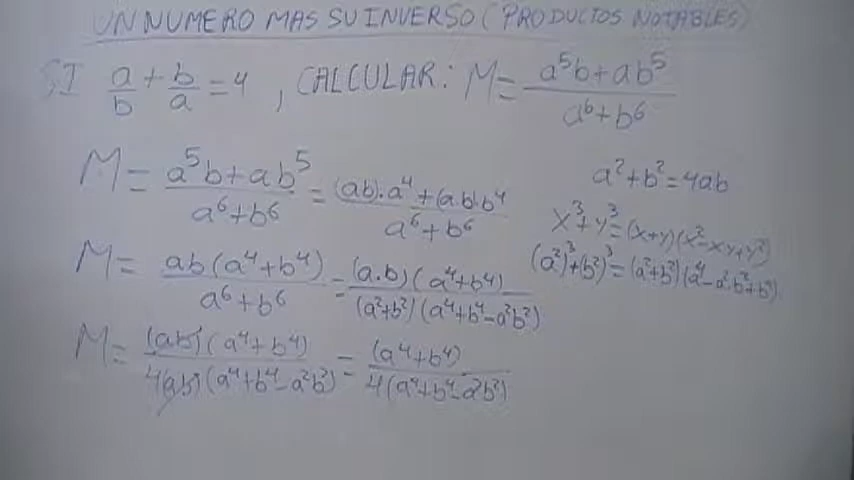 UN NUMERO MAS SU INVERSO (PRODUCTOS NOTABLES)
SI a/b + b/a = 4 , CALCULAR: M = (a⁵b + ab⁵)/(a⁶ + b⁶)
M = (a⁵b + ab⁵)/(a⁶ + b⁶) = ((ab).a⁴ + (ab)b⁴)/(a⁶ + b⁶)
a² + b² = 4ab
x³ + y³ = (x+y)(x² - xy + y²)
(a²)³ + (b²)³ = (a² + b²)(a⁴ - a².b² + b⁴)
M = ab(a⁴ + b⁴)/(a⁶ + b⁶) = (a.b)(a⁴ + b⁴)/((a² + b²)(a⁴ + b⁴ - a²b²))
M = (ab)(a⁴ + b⁴)/(4(ab)(a⁴ + b⁴ - a²b²)) = (a⁴ + b⁴)/(4(a⁴ + b⁴ - a²b²))